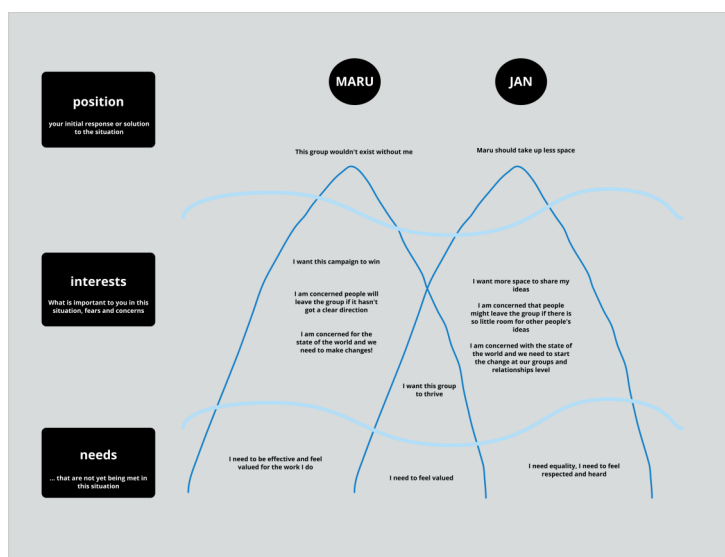 MARU
JAN
position
your initial response or solution
to the situation
This group wouldn't exist without me
Maru should take up less space
interests
What is important to you in this
situation, fears and concerns
I want this campaign to win
I am concerned people will
leave the group if it hasn't
got a clear direction
I am concerned for the
state of the world and we
need to make changes!
I want more space to share my
ideas
I am concerned that people
might leave the group if there is
so little room for other people's
ideas
I am concerned with the state of
the world and we need to start
the change at our groups and
relationships level
I want this group
to thrive
needs
... that are not yet being met in
this situation
I need to be effective and feel
valued for the work I do
I need to feel valued
I need equality, I need to feel
respected and heard